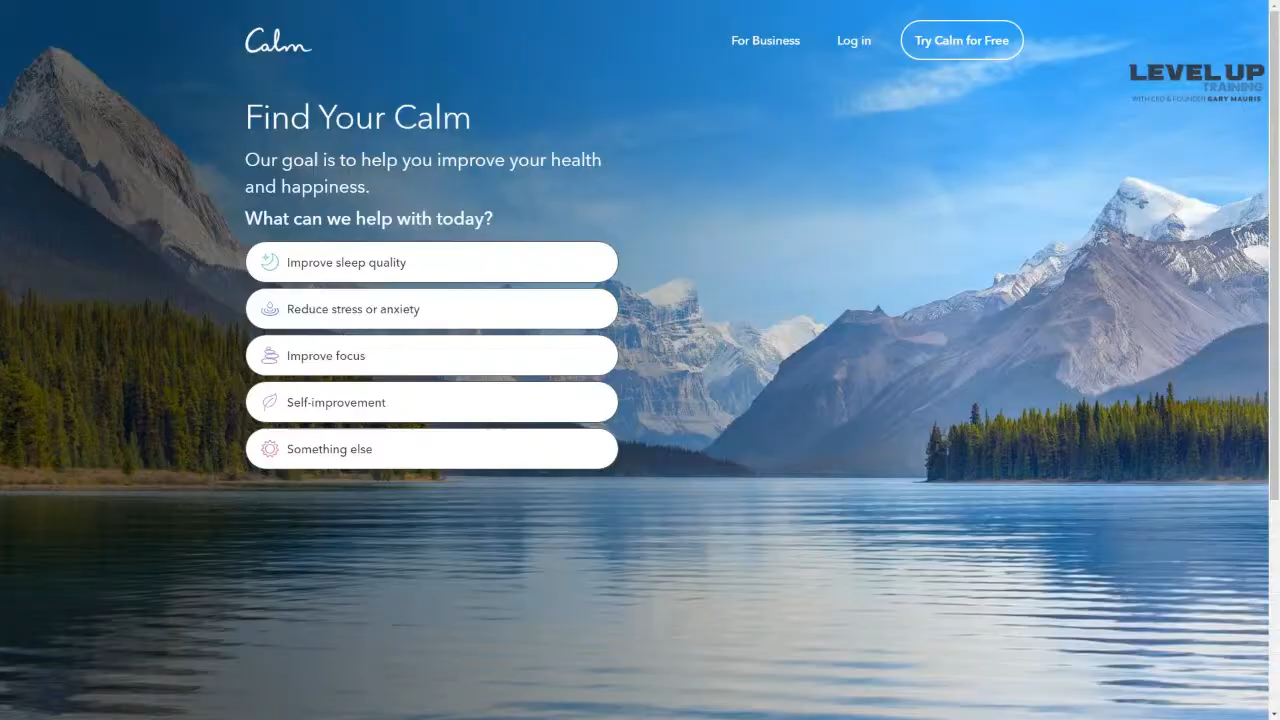 Calm
For Business
Log in
Try Calm for Free
LEVEL UP
TRAINING
WITH CEO & FOUNDER GARY MAURIS
Find Your Calm
Our goal is to help you improve your health
and happiness.
What can we help with today?
Improve sleep quality
Reduce stress or anxiety
Improve focus
Self-improvement
Something else